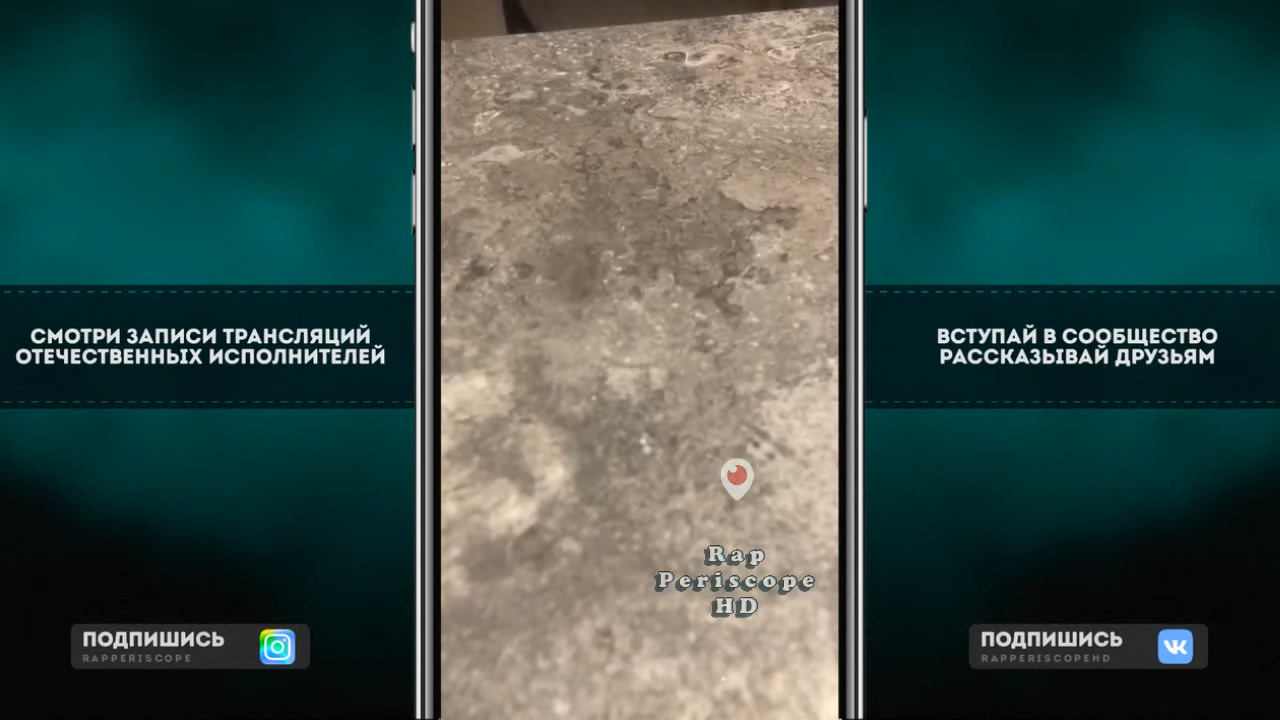 СМОТРИ ЗАПИСИ ТРАНСЛЯЦИЙ
ОТЕЧЕСТВЕННЫХ ИСПОЛНИТЕЛЕЙ
ВСТУПАЙ В СООБЩЕСТВО
РАССКАЗЫВАЙ ДРУЗЬЯМ
Rap
Periscope
HD
ПОДПИШИСЬ
RAPPERISCOPE
ПОДПИШИСЬ
RAPPERISCOPEHD